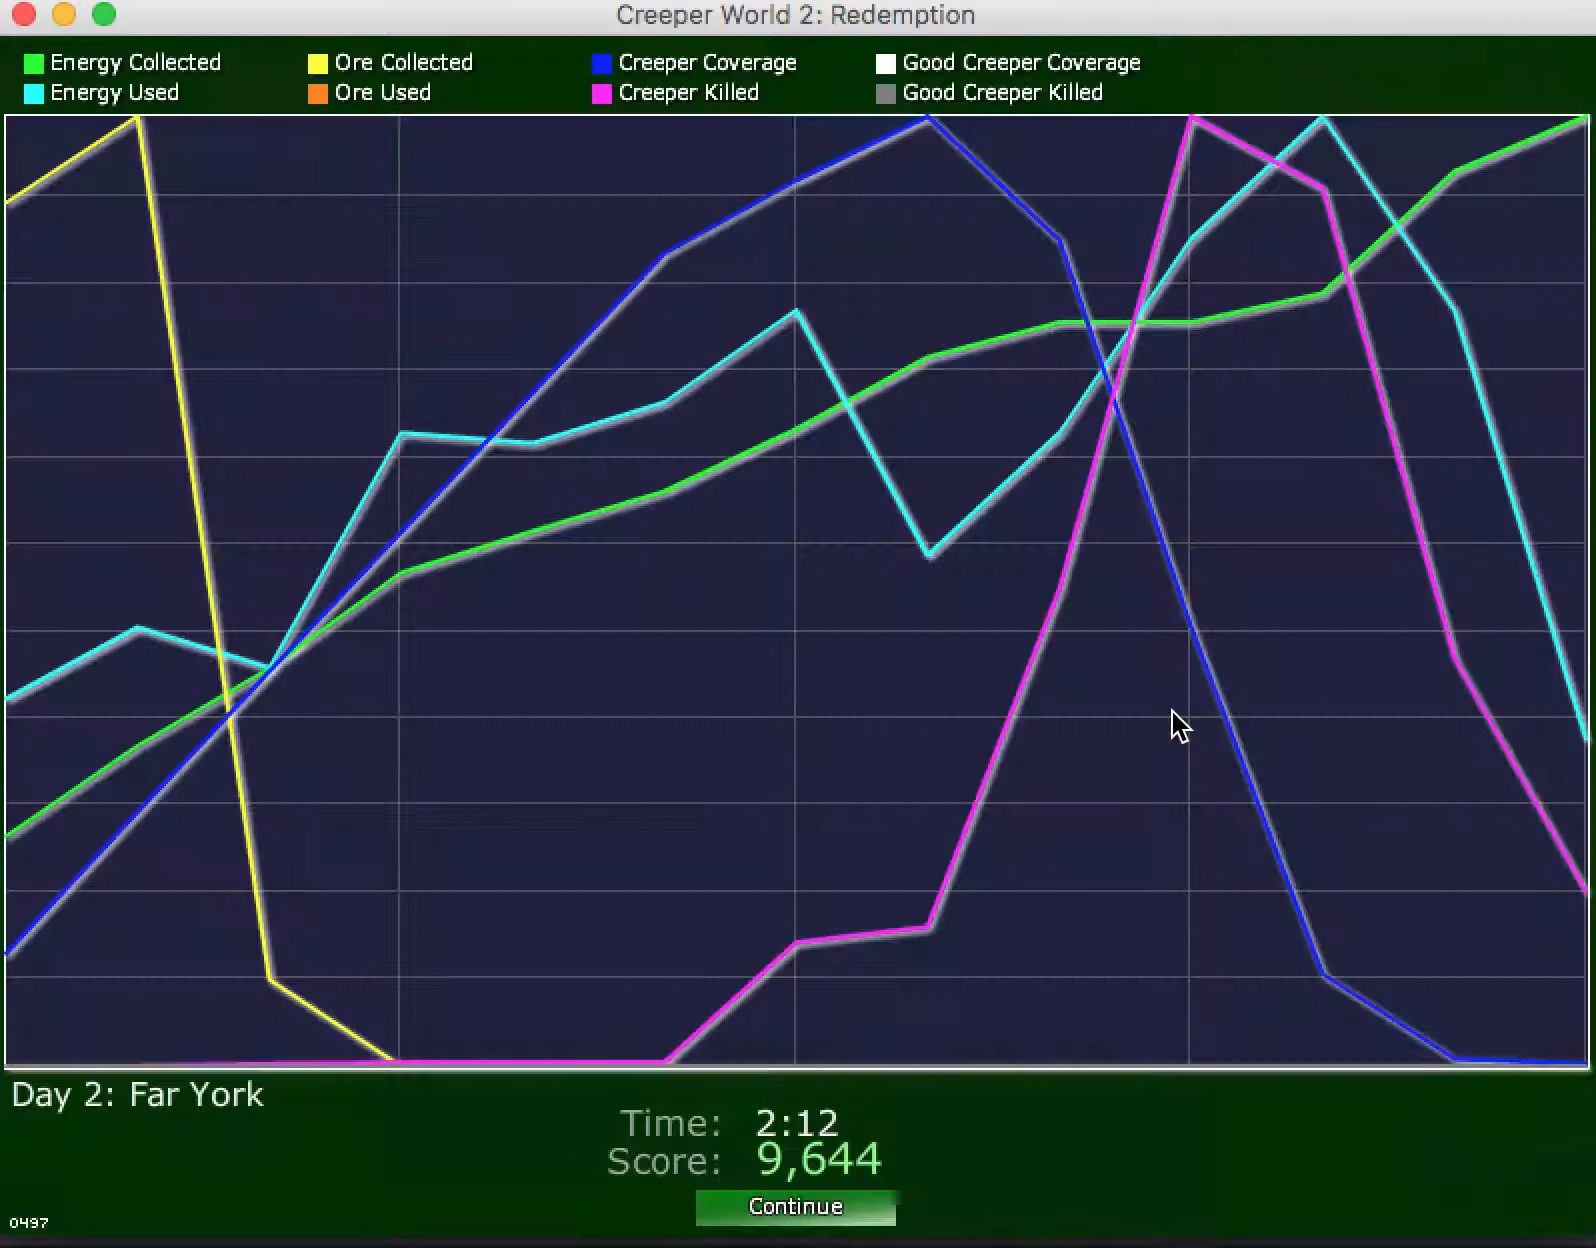 Creeper World 2: Redemption
Energy Collected Ore Collected Creeper Coverage Good Creeper Coverage
Energy Used Ore Used Creeper Killed Good Creeper Killed
Day 2: Far York
Time: 2:12
Score: 9,644
Continue
0497